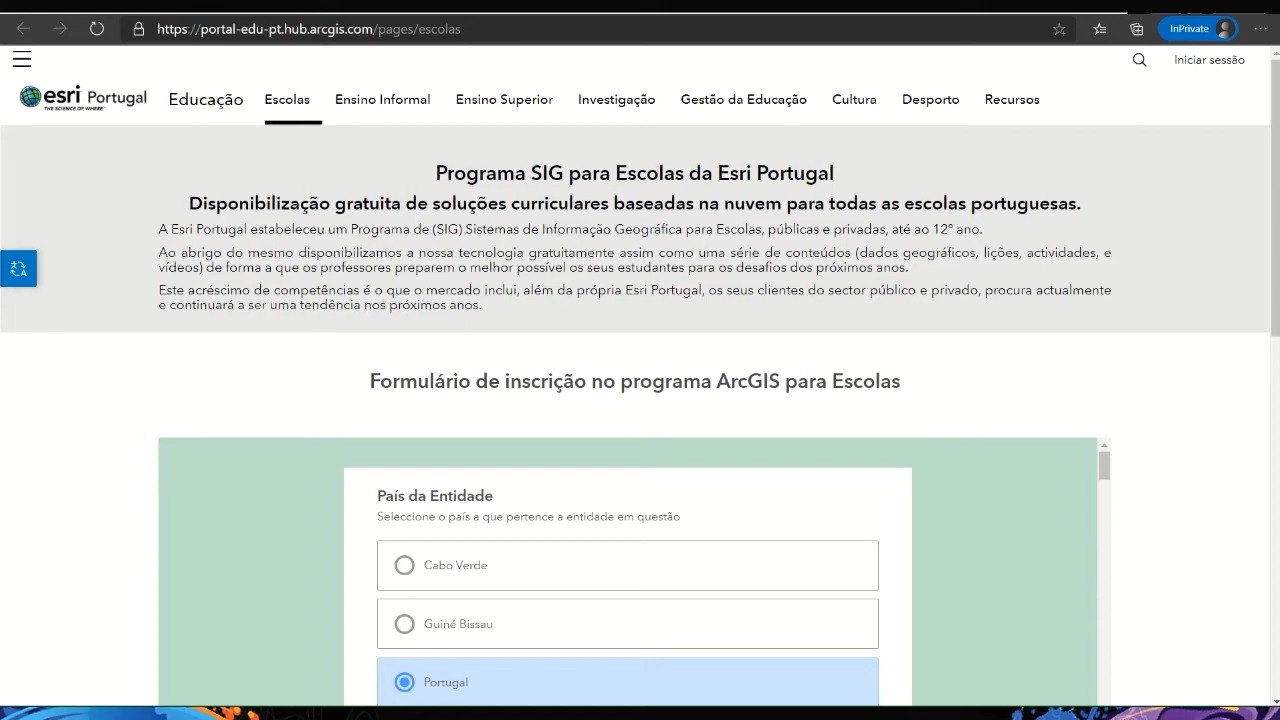 https://portal-edu-pt.hub.arcgis.com/pages/escolas
InPrivate
Iniciar sessão
esri Portugal
THE SCIENCE OF WHERE™
Educação
Escolas
Ensino Informal
Ensino Superior
Investigação
Gestão da Educação
Cultura
Desporto
Recursos
Programa SIG para Escolas da Esri Portugal
Disponibilização gratuita de soluções curriculares baseadas na nuvem para todas as escolas portuguesas.
A Esri Portugal estabeleceu um Programa de (SIG) Sistemas de Informação Geográfica para Escolas, públicas e privadas, até ao 12º ano.
Ao abrigo do mesmo disponibilizamos a nossa tecnologia gratuitamente assim como uma série de conteúdos (dados geográficos, lições, actividades, e
vídeos) de forma a que os professores preparem o melhor possível os seus estudantes para os desafios dos próximos anos.
Este acréscimo de competências é o que o mercado inclui, além da própria Esri Portugal, os seus clientes do sector público e privado, procura actualmente
e continuará a ser uma tendência nos próximos anos.
Formulário de inscrição no programa ArcGIS para Escolas
País da Entidade
Seleccione o país a que pertence a entidade em questão
Cabo Verde
Guiné Bissau
Portugal